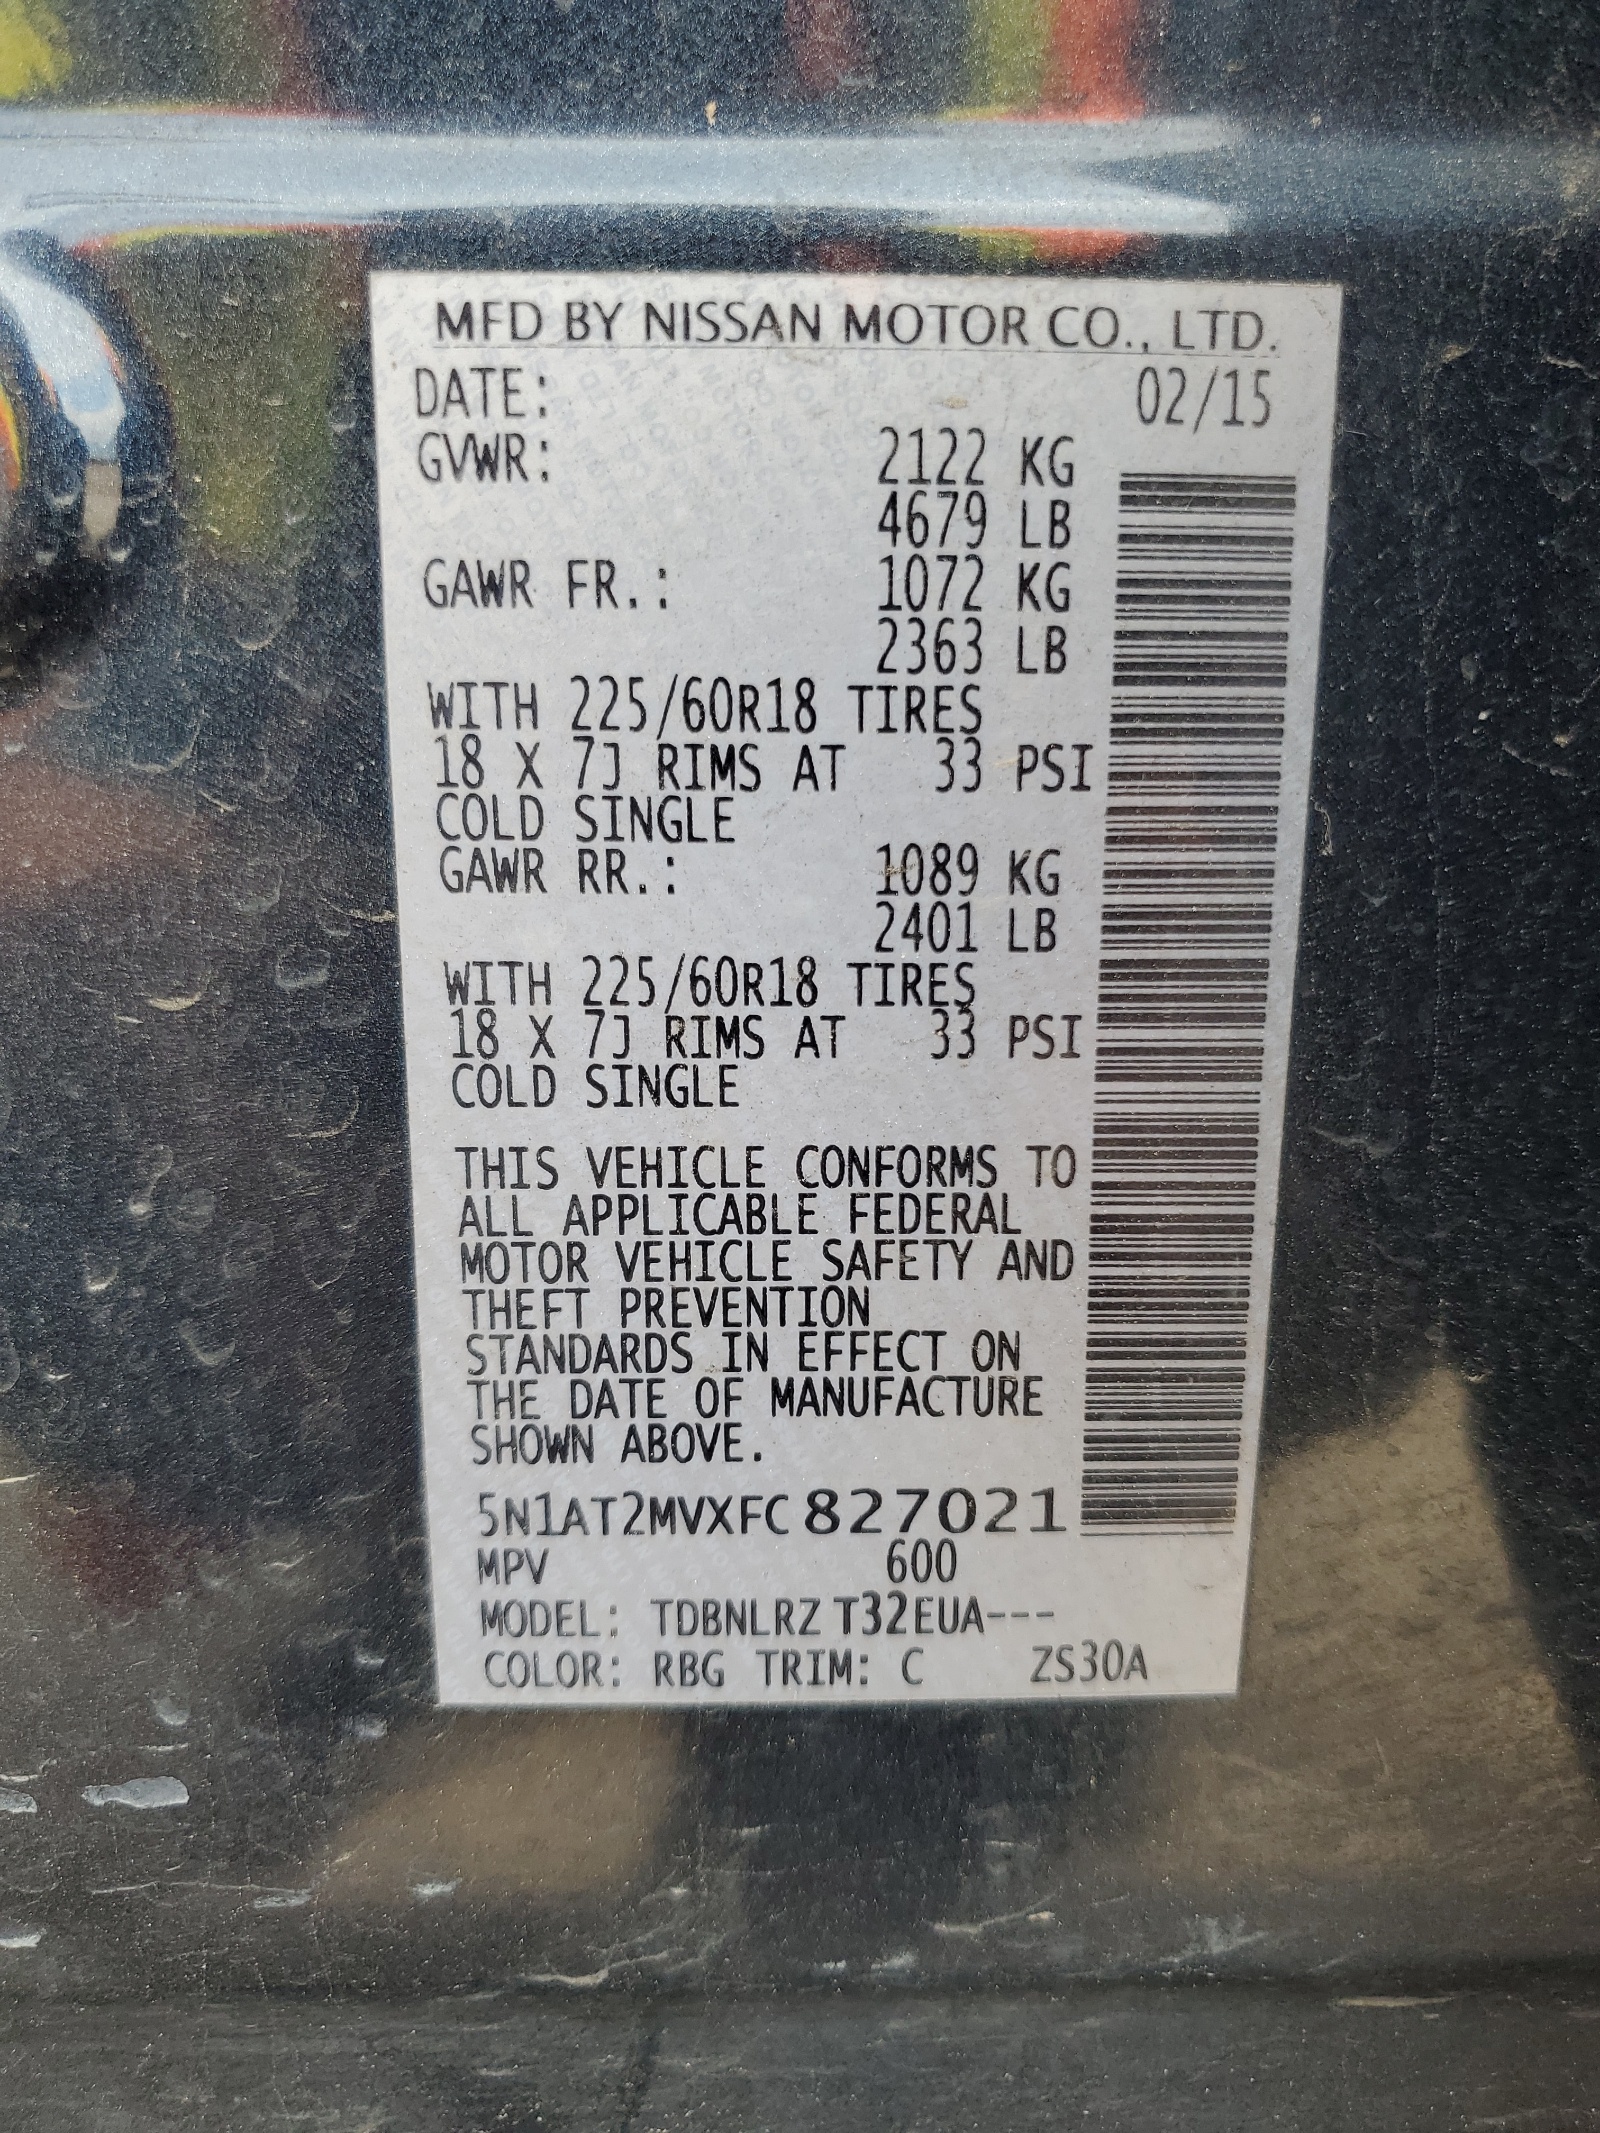 MFD BY NISSAN MOTOR CO., LTD.
DATE: 02/15
GVWR: 2122 KG
4679 LB
GAWR FR.: 1072 KG
2363 LB
WITH 225/60R18 TIRES
18 X 7J RIMS AT 33 PSI
COLD SINGLE
GAWR RR.: 1089 KG
2401 LB
WITH 225/60R18 TIRES
18 X 7J RIMS AT 33 PSI
COLD SINGLE
THIS VEHICLE CONFORMS TO
ALL APPLICABLE FEDERAL
MOTOR VEHICLE SAFETY AND
THEFT PREVENTION
STANDARDS IN EFFECT ON
THE DATE OF MANUFACTURE
SHOWN ABOVE.
5N1AT2MVXFC827021
MPV 600
MODEL: TDBNLRZ T32EUA---
COLOR: RBG TRIM: C ZS30A